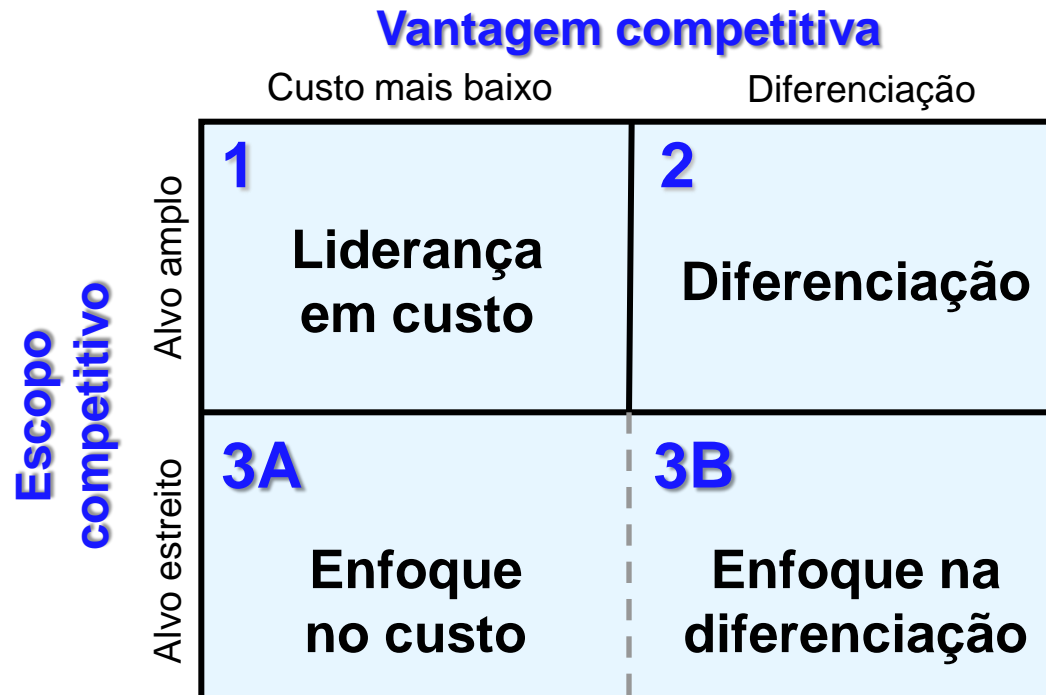 Vantagem competitiva
Custo mais baixo
Diferenciação
Escopo
competitivo
Alvo amplo
1
Liderança
em custo
2
Diferenciação
Alvo estreito
3A
Enfoque
no custo
3B
Enfoque na
diferenciação